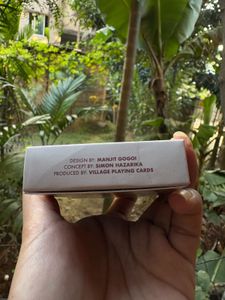 DESIGN BY: MANJIT GOGOI
CONCEPT BY: SIMON HAZARIKA
PRODUCED BY: VILLAGE PLAYING CARDS